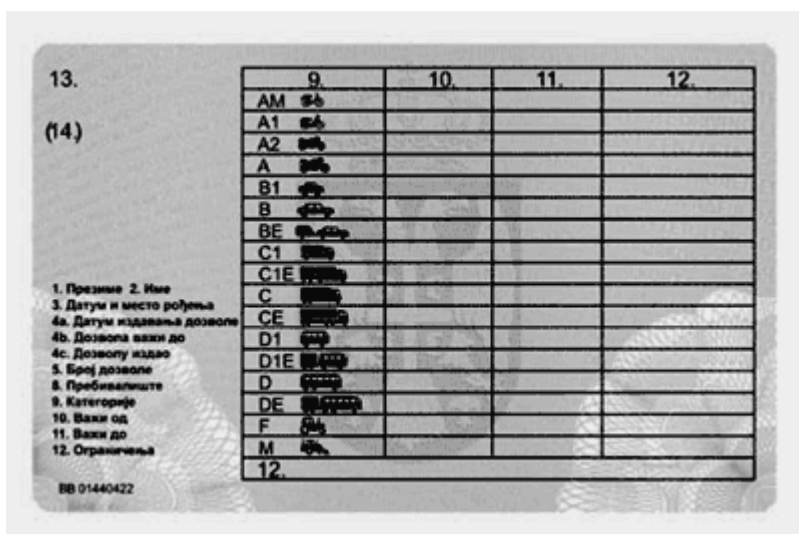 13.
(14.)
9. 10. 11. 12.
AM
A1
A2
A
B1
B
BE
C1
C1E
C
CE
D1
D1E
D
DE
F
M
12.
1. Презиме 2. Име
3. Датум и место рођења
4a. Датум издавања дозволе
4b. Дозвола важи до
4c. Дозволу издао
5. Број дозволе
8. Пребивалиште
9. Категорије
10. Важи од
11. Важи до
12. Ограничења
BB 01440422